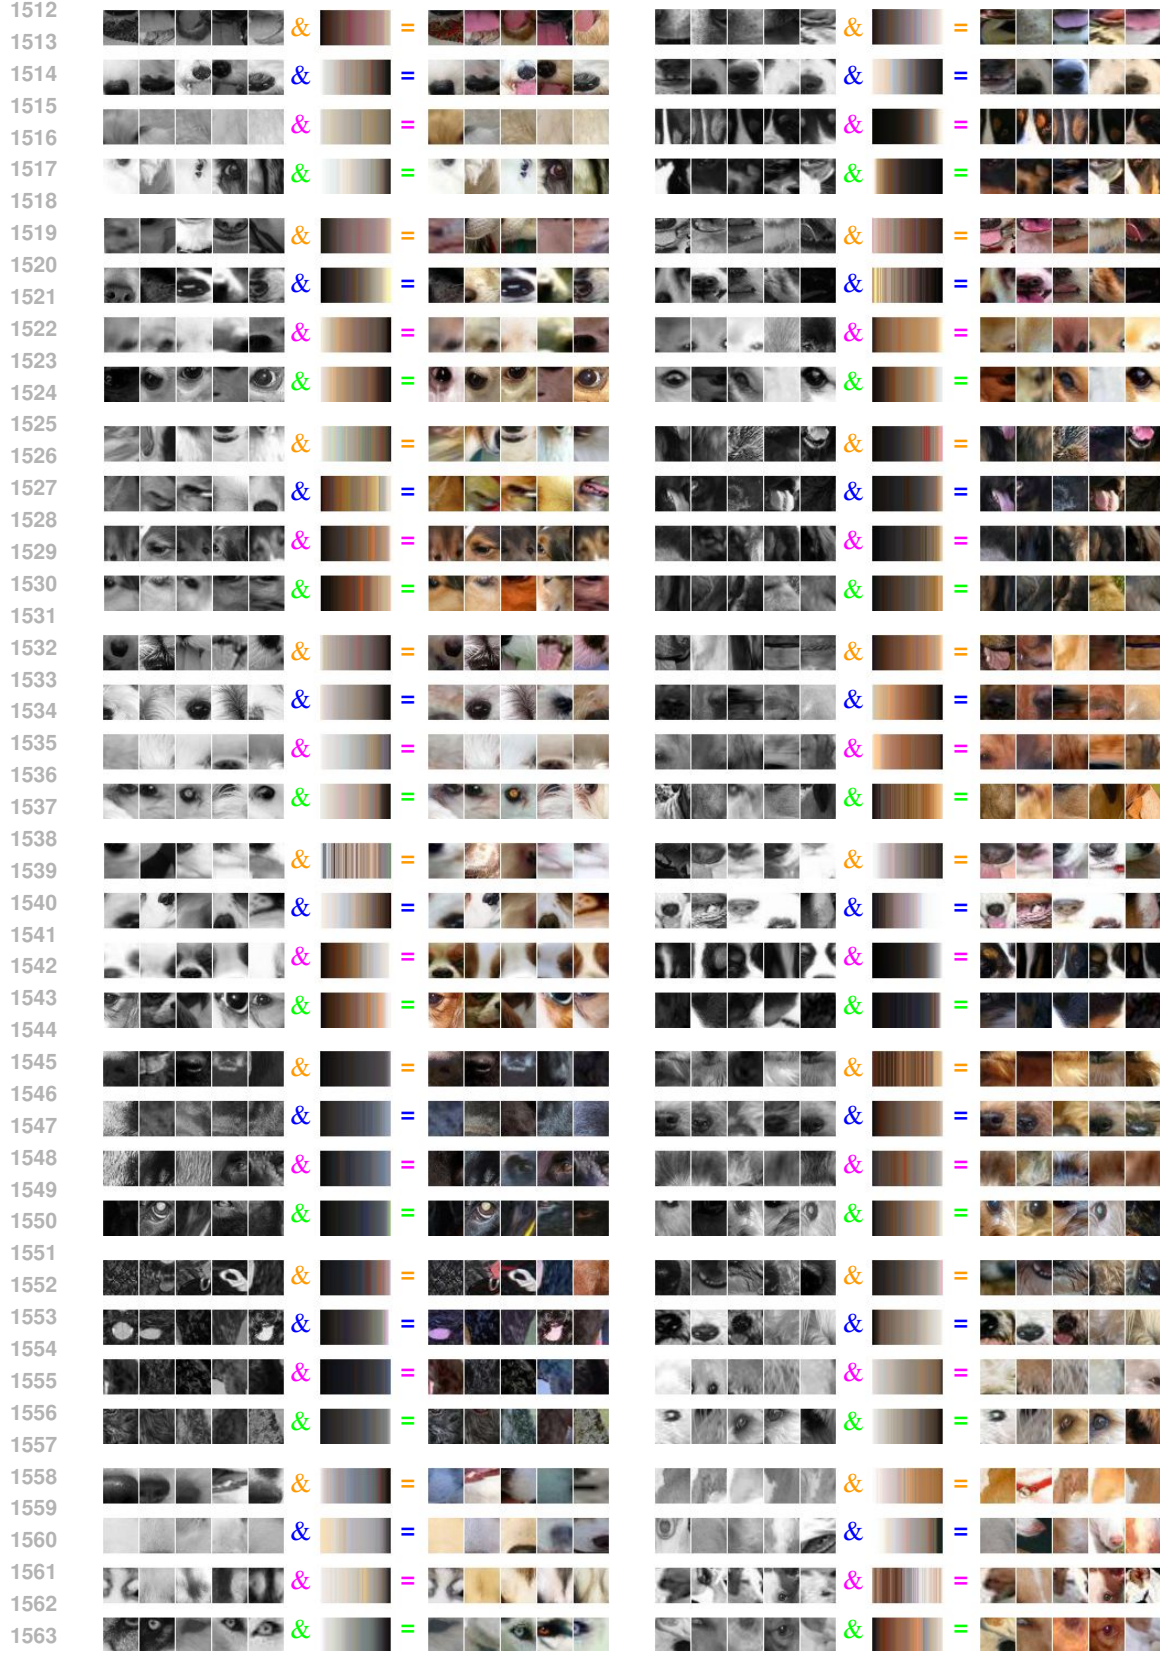 1512 & = & =
1513
1514 & = & =
1515
1516 & = & =
1517 & = & =
1518
1519 & = & =
1520
1521 & = & =
1522 & = & =
1523
1524 & = & =
1525
1526 & = & =
1527 & = & =
1528
1529 & = & =
1530 & = & =
1531
1532 & = & =
1533
1534 & = & =
1535 & = & =
1536
1537 & = & =
1538
1539 & = & =
1540 & = & =
1541
1542 & = & =
1543 & = & =
1544
1545 & = & =
1546
1547 & = & =
1548 & = & =
1549
1550 & = & =
1551
1552 & = & =
1553 & = & =
1554
1555 & = & =
1556 & = & =
1557
1558 & = & =
1559
1560 & = & =
1561 & = & =
1562
1563 & = & =